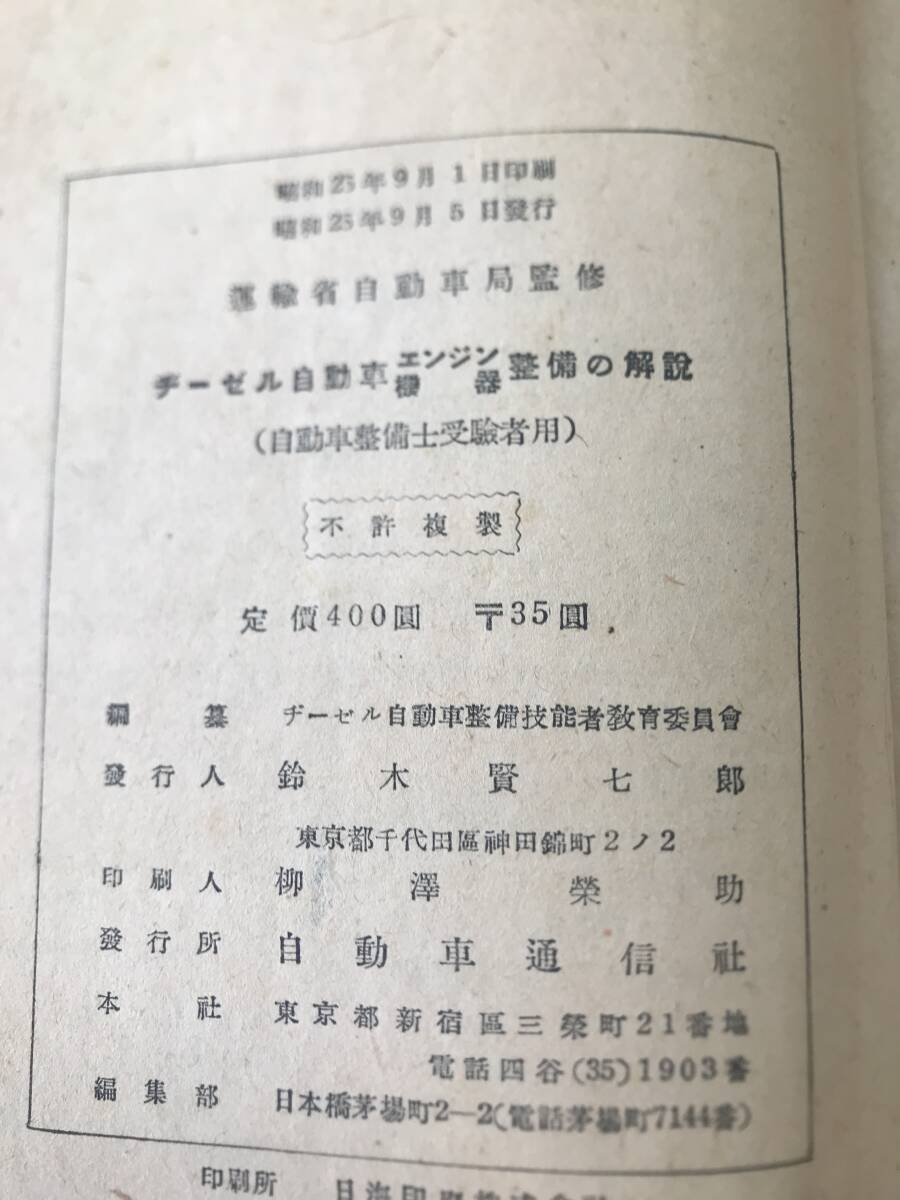 昭和25年9月1日印刷
昭和25年9月5日發行
運輸省自動車局監修
ヂーゼル自動車エンジン機器整備の解說
(自動車整備士受驗者用)
不許複製
定價400圓 〒35圓
編纂 ヂーゼル自動車整備技能者敎育委員會
發行人 鈴木賢七郎
東京都千代田區神田錦町2ノ2
印刷人 柳澤榮助
發行所 自動車通信社
本社 東京都新宿區三榮町21番地
電話四谷(35)1903番
編集部 日本橋茅場町2—2(電話茅場町7144番)
印刷所